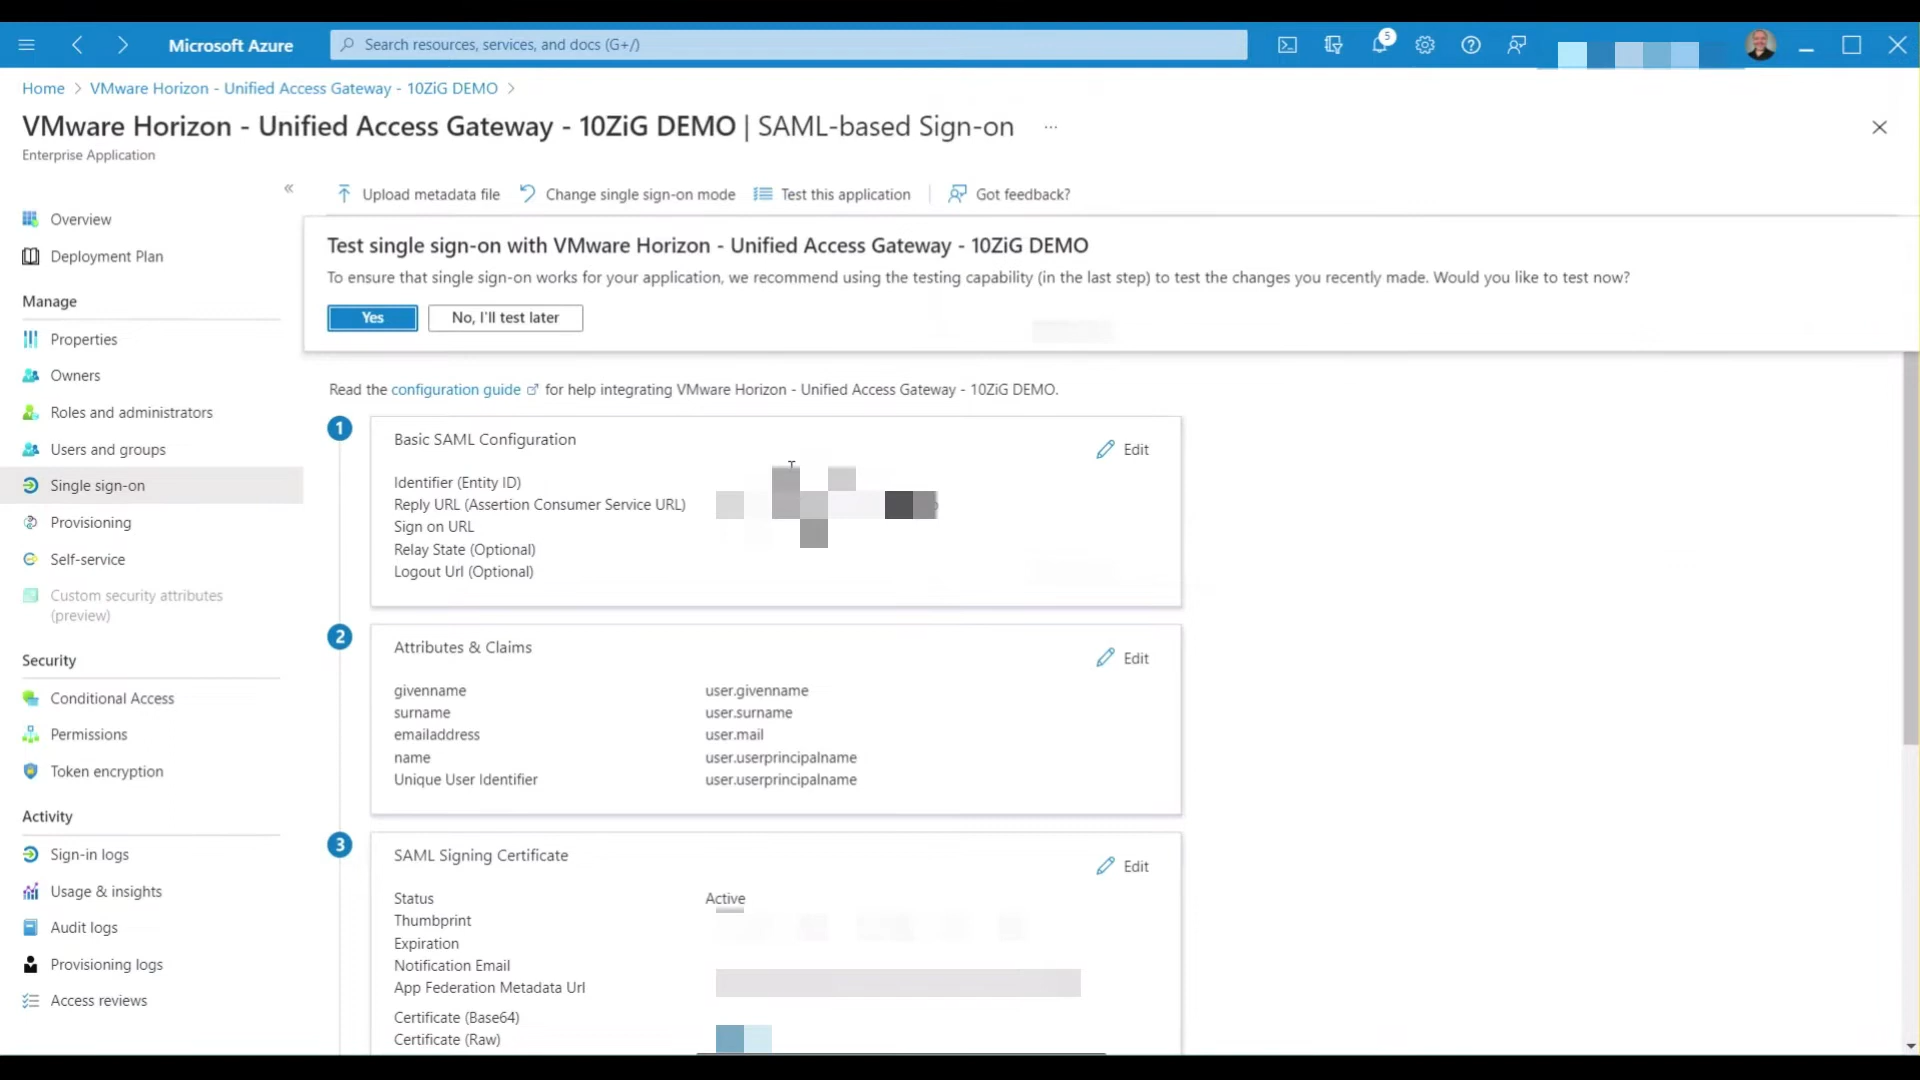 Microsoft Azure
Search resources, services, and docs (G+/)
5
Home > VMware Horizon - Unified Access Gateway - 10ZiG DEMO >
VMware Horizon - Unified Access Gateway - 10ZiG DEMO | SAML-based Sign-on ...
Enterprise Application
«
Upload metadata file
Change single sign-on mode
Test this application
Got feedback?
Overview
Deployment Plan
Manage
Properties
Owners
Roles and administrators
Users and groups
Single sign-on
Provisioning
Self-service
Custom security attributes
(preview)
Security
Conditional Access
Permissions
Token encryption
Activity
Sign-in logs
Usage & insights
Audit logs
Provisioning logs
Access reviews
Test single sign-on with VMware Horizon - Unified Access Gateway - 10ZiG DEMO
To ensure that single sign-on works for your application, we recommend using the testing capability (in the last step) to test the changes you recently made. Would you like to test now?
Yes
No, I'll test later
Read the configuration guide for help integrating VMware Horizon - Unified Access Gateway - 10ZiG DEMO.
1
Basic SAML Configuration
Edit
Identifier (Entity ID)
Reply URL (Assertion Consumer Service URL)
Sign on URL
Relay State (Optional)
Logout Url (Optional)
2
Attributes & Claims
Edit
givenname user.givenname
surname user.surname
emailaddress user.mail
name user.userprincipalname
Unique User Identifier user.userprincipalname
3
SAML Signing Certificate
Edit
Status Active
Thumbprint
Expiration
Notification Email
App Federation Metadata Url
Certificate (Base64)
Certificate (Raw)